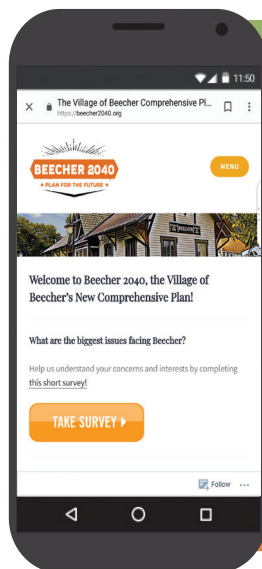 11:50
The Village of Beecher Comprehensive Pl...
https://beecher2040.org
BEECHER 2040
PLAN FOR THE FUTURE
MENU
BEECHER
Welcome to Beecher 2040, the Village of
Beecher's New Comprehensive Plan!
What are the biggest issues facing Beecher?
Help us understand your concerns and interests by completing
this short survey!
TAKE SURVEY
Follow